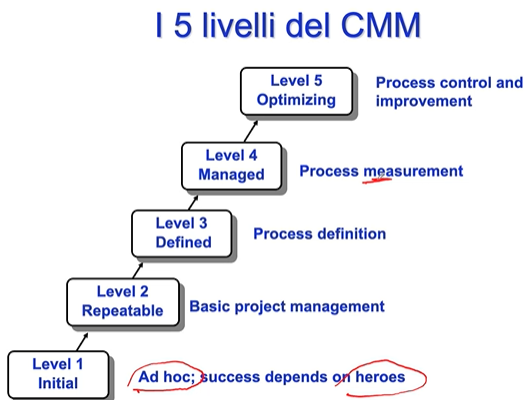 I 5 livelli del CMM
Level 5
Optimizing
Process control and
improvement
Level 4
Managed
Process measurement
Level 3
Defined
Process definition
Level 2
Repeatable
Basic project management
Level 1
Initial
Ad hoc; success depends on heroes